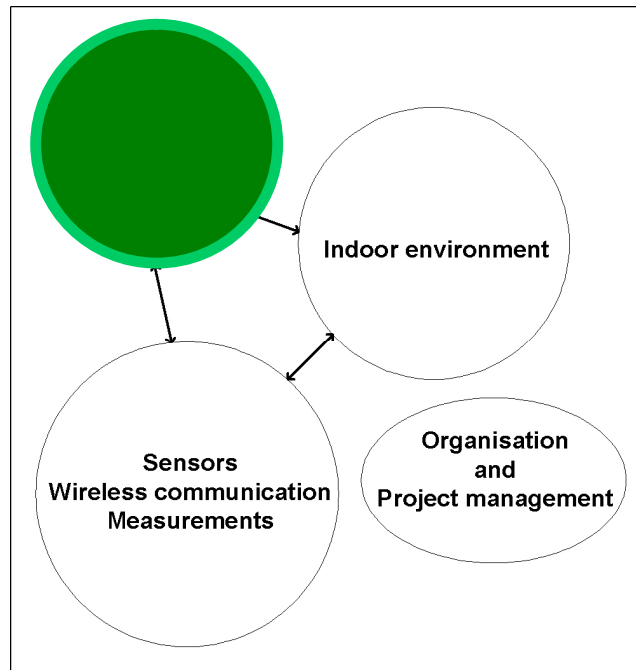 Indoor environment
Sensors
Wireless communication
Measurements
Organisation
and
Project management